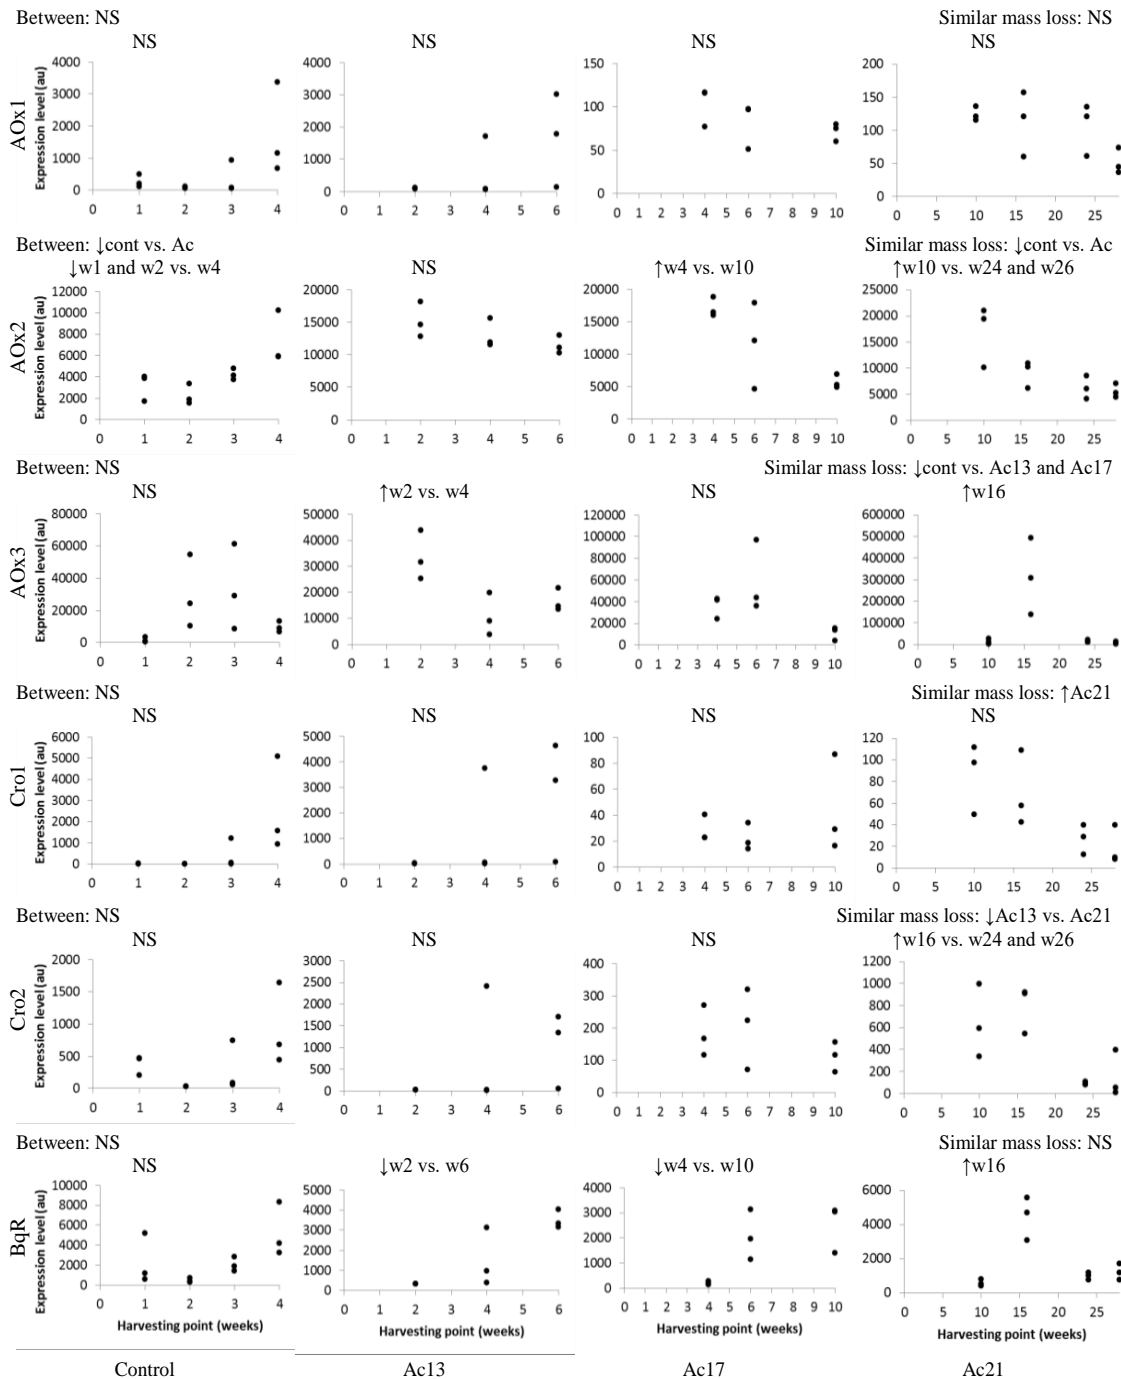 Between: NS Similar mass loss: NS
NS NS NS NS
AOx1
Expression level (au)
4000 3000 2000 1000 0
0 1 2 3 4
4000 3000 2000 1000 0
0 1 2 3 4 5 6
150 100 50 0
0 1 2 3 4 5 6 7 8 9 10
200 150 100 50 0
0 5 10 15 20 25
Between: ↓cont vs. Ac Similar mass loss: ↓cont vs. Ac
↓w1 and w2 vs. w4 NS ↑w4 vs. w10 ↑w10 vs. w24 and w26
AOx2
Expression level (au)
12000 10000 8000 6000 4000 2000 0
0 1 2 3 4
20000 15000 10000 5000 0
0 2 4 6
20000 15000 10000 5000 0
0 1 2 3 4 5 6 7 8 9 10
25000 20000 15000 10000 5000 0
0 5 10 15 20 25
Between: NS Similar mass loss: ↓cont vs. Ac13 and Ac17
NS ↑w2 vs. w4 NS ↑w16
AOx3
Expression level (au)
80000 60000 40000 20000 0
0 1 2 3 4
50000 40000 30000 20000 10000 0
0 1 2 3 4 5 6
120000 100000 80000 60000 40000 20000 0
0 1 2 3 4 5 6 7 8 9 10
600000 500000 400000 300000 200000 100000 0
0 5 10 15 20 25
Between: NS Similar mass loss: ↑Ac21
NS NS NS NS
Cro1
Expression level (au)
6000 5000 4000 3000 2000 1000 0
0 1 2 3 4
5000 4000 3000 2000 1000 0
0 1 2 3 4 5 6
100 80 60 40 20 0
0 1 2 3 4 5 6 7 8 9 10
120 100 80 60 40 20 0
0 5 10 15 20 25
Between: NS Similar mass loss: ↓Ac13 vs. Ac21
NS NS NS ↑w16 vs. w24 and w26
Cro2
Expression level (au)
2000 1500 1000 500 0
0 1 2 3 4
3000 2500 2000 1500 1000 500 0
0 1 2 3 4 5 6
400 300 200 100 0
0 1 2 3 4 5 6 7 8 9 10
1200 1000 800 600 400 200 0
0 5 10 15 20 25
Between: NS Similar mass loss: NS
NS ↓w2 vs. w6 ↓w4 vs. w10 ↑w16
BqR
Expression level (au)
10000 8000 6000 4000 2000 0
0 1 2 3 4
5000 4000 3000 2000 1000 0
0 1 2 3 4 5 6
4000 3000 2000 1000 0
0 1 2 3 4 5 6 7 8 9 10
6000 4000 2000 0
0 5 10 15 20 25
Harvesting point (weeks) Harvesting point (weeks) Harvesting point (weeks) Harvesting point (weeks)
Control Ac13 Ac17 Ac21